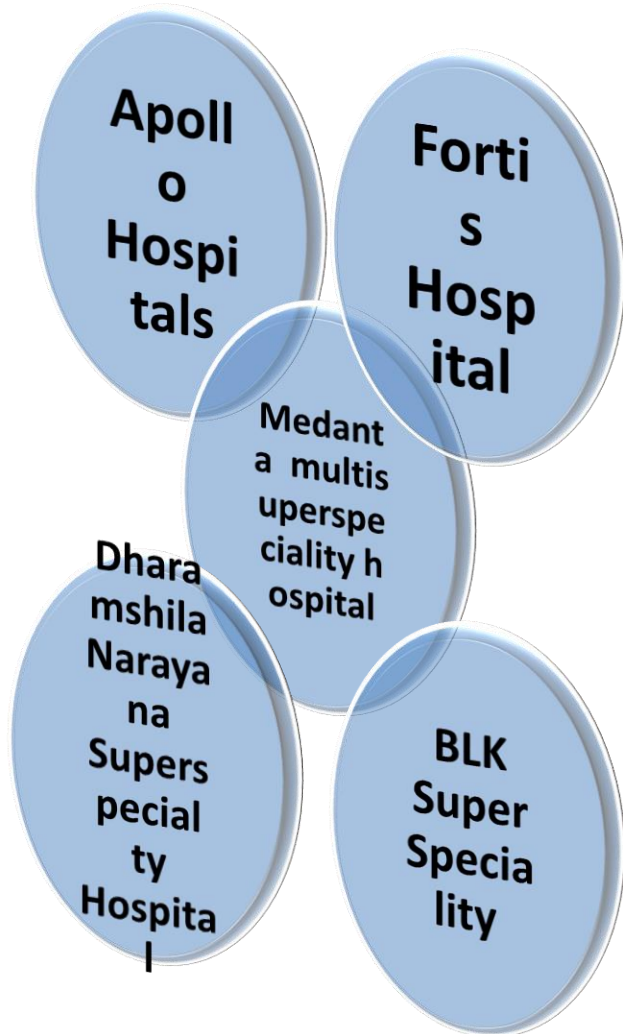 Apoll
o
Hospi
tals
Forti
s
Hosp
ital
Medant
a multis
uperspe
ciality h
ospital
Dhara
mshila
Naraya
na
Supers
pecial
ty
Hospita
l
BLK
Super
Specia
lity